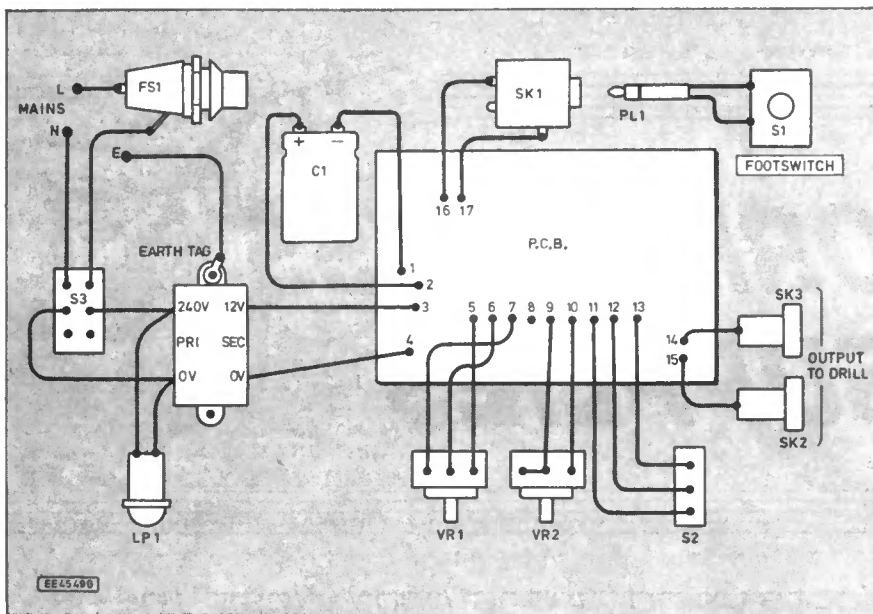 L
MAINS
N
E
FS1
+ −
C1
SK1
PL1
S1
FOOTSWITCH
16 17
P.C.B.
EARTH TAG
1
2
3
4
5 6 7 8 9 10 11 12 13
14
15
S3
240V 12V
PRI SEC
0V 0V
SK3
OUTPUT
TO DRILL
SK2
LP1
VR1
VR2
S2
EE4549G